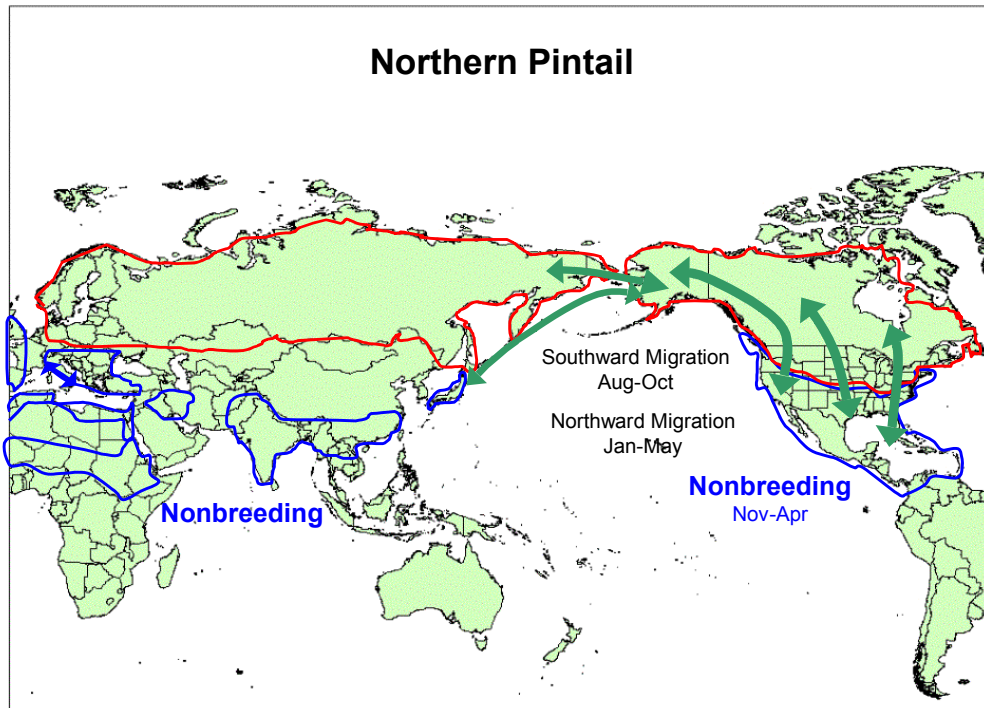 Northern Pintail
Southward Migration
Aug-Oct
Northward Migration
Jan-May
Nonbreeding
Nov-Apr
Nonbreeding